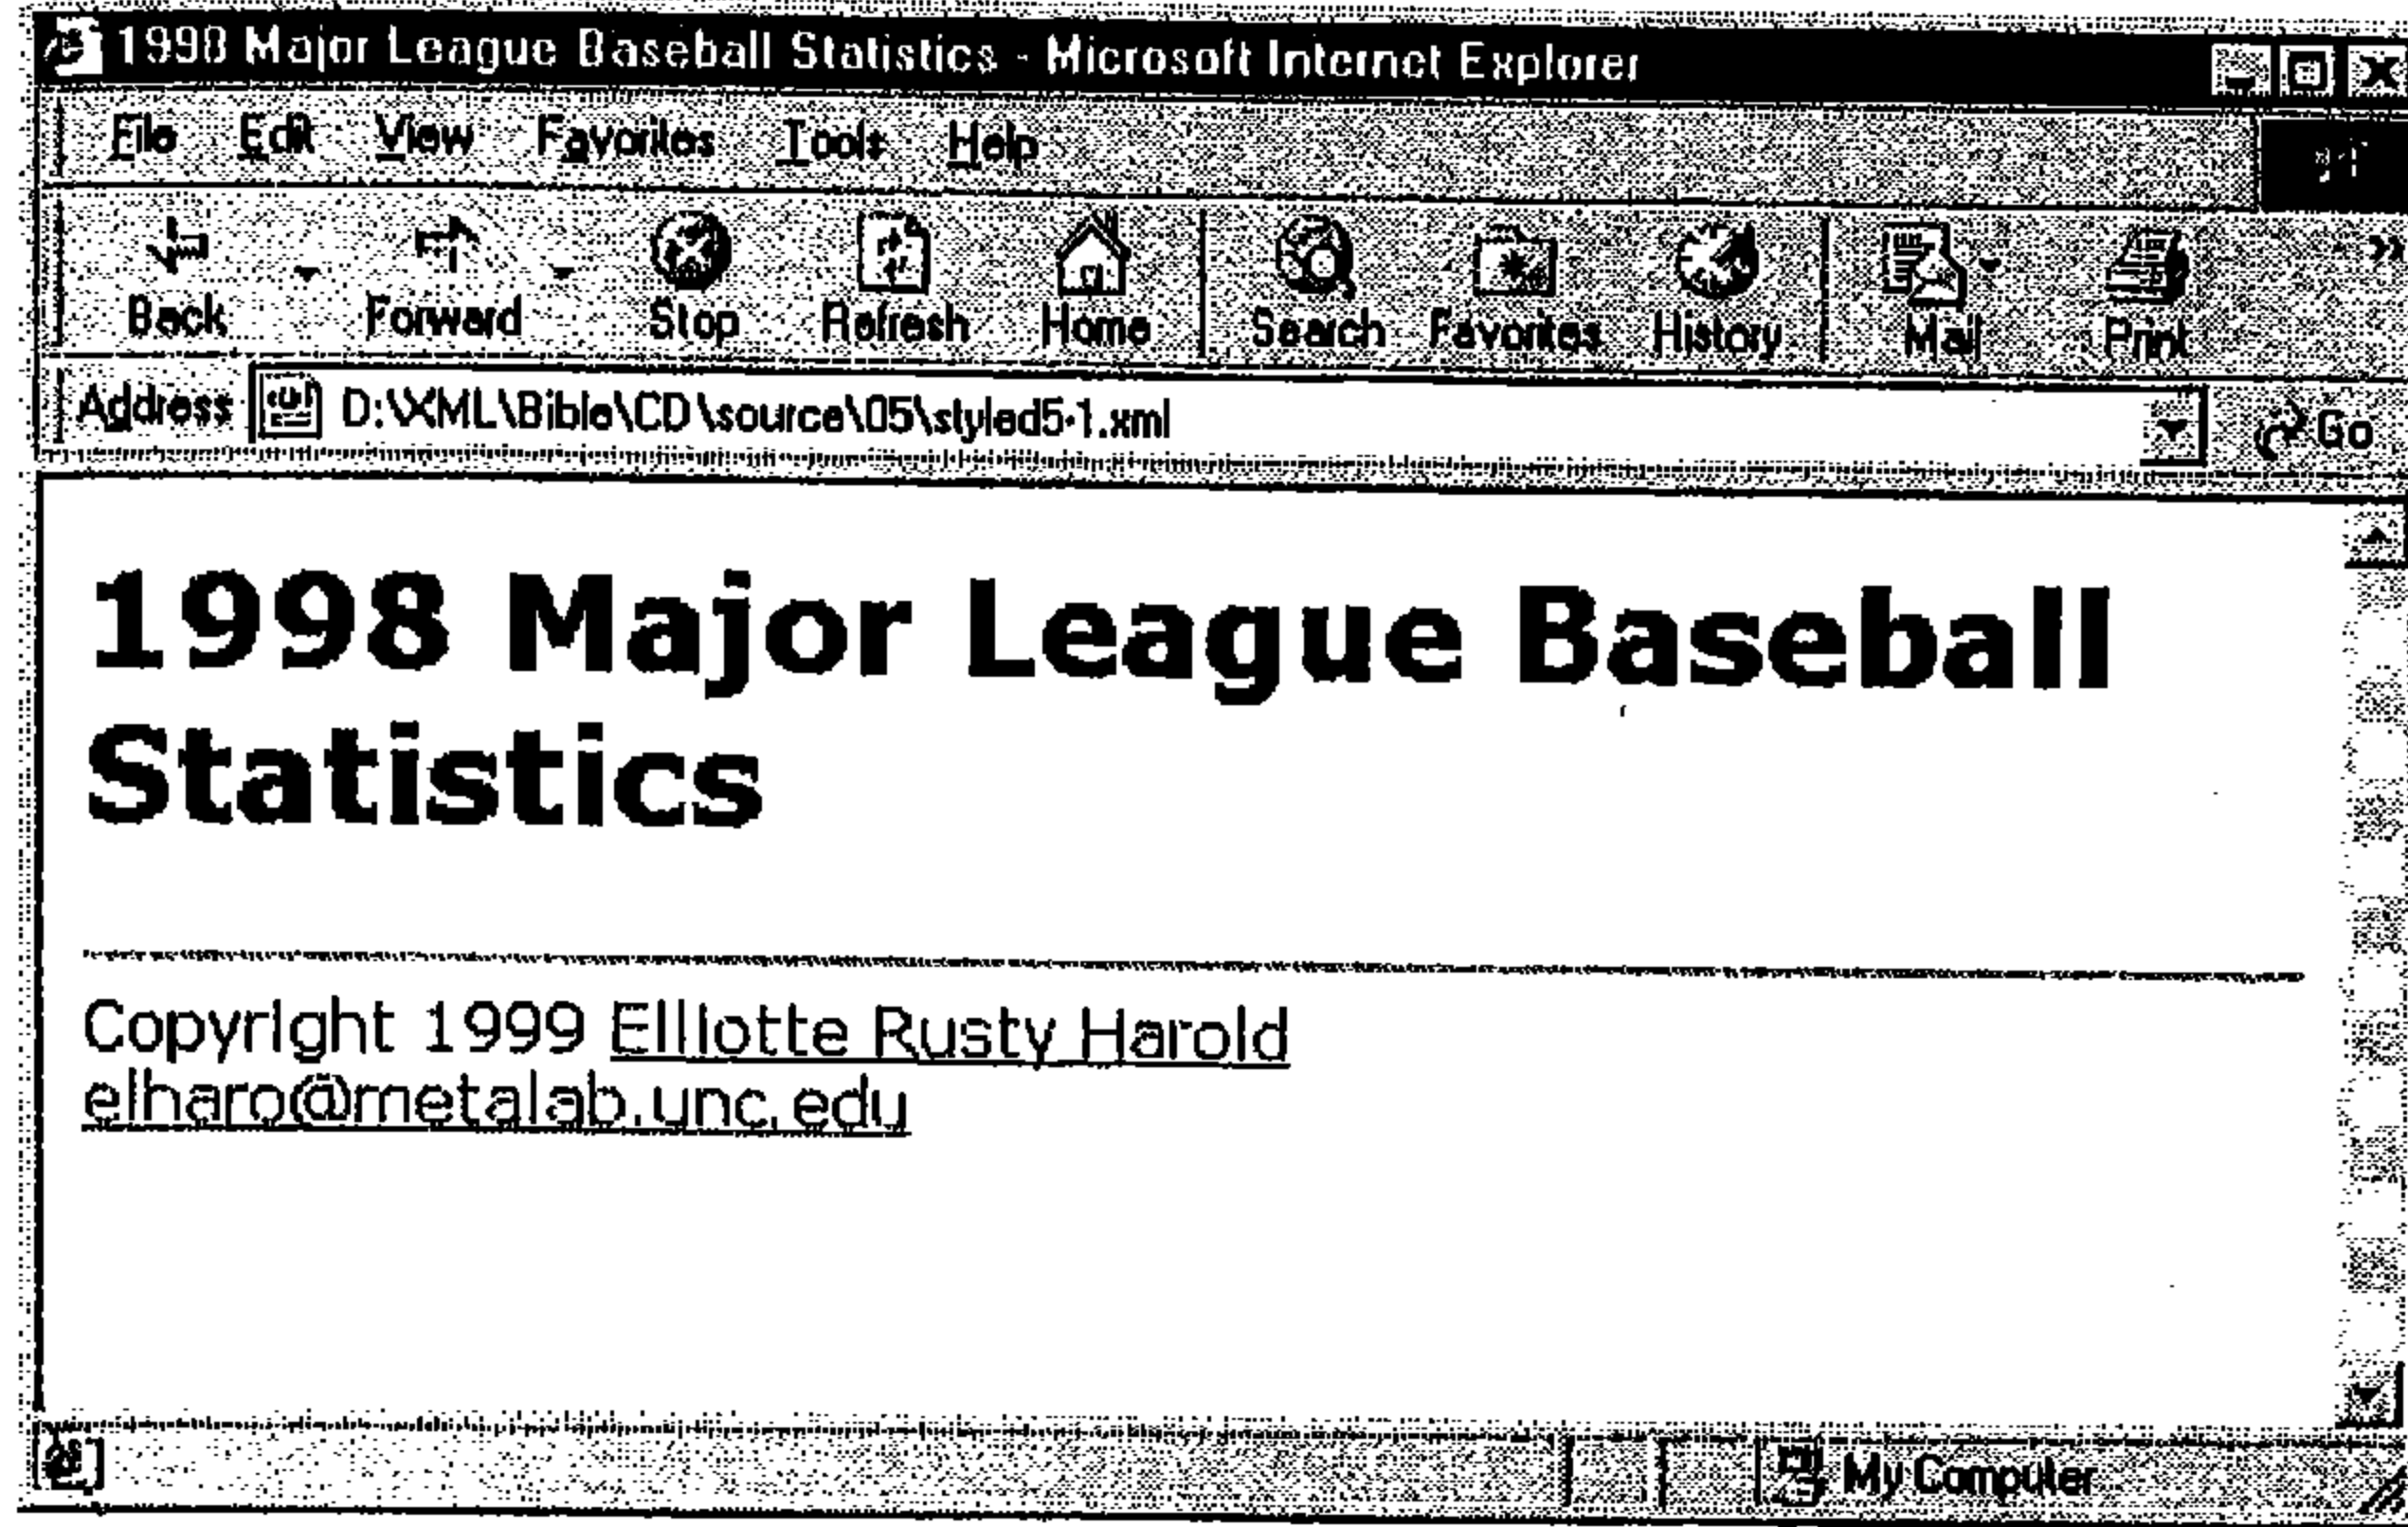 1998 Major League Baseball Statistics - Microsoft Internet Explorer
File Edit View Favorites Tools Help
Back Forward Stop Refresh Home Search Favorites History Mail Print
Address D:\XML\Bible\CD\source\05\styled5-1.xml Go
1998 Major League Baseball
Statistics
Copyright 1999 Elliotte Rusty Harold
elharo@metalab.unc.edu
My Computer